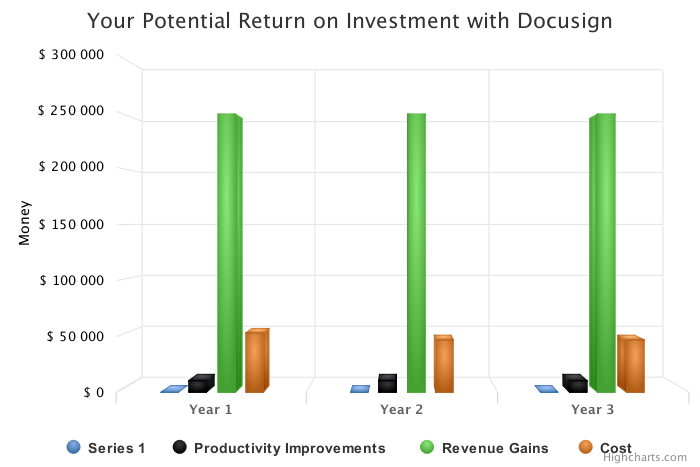 Your Potential Return on Investment with Docusign
$ 300 000
$ 250 000
$ 200 000
$ 150 000
$ 100 000
$ 50 000
$ 0
Money
Year 1
Year 2
Year 3
Series 1
Productivity Improvements
Revenue Gains
Cost
Highcharts.com